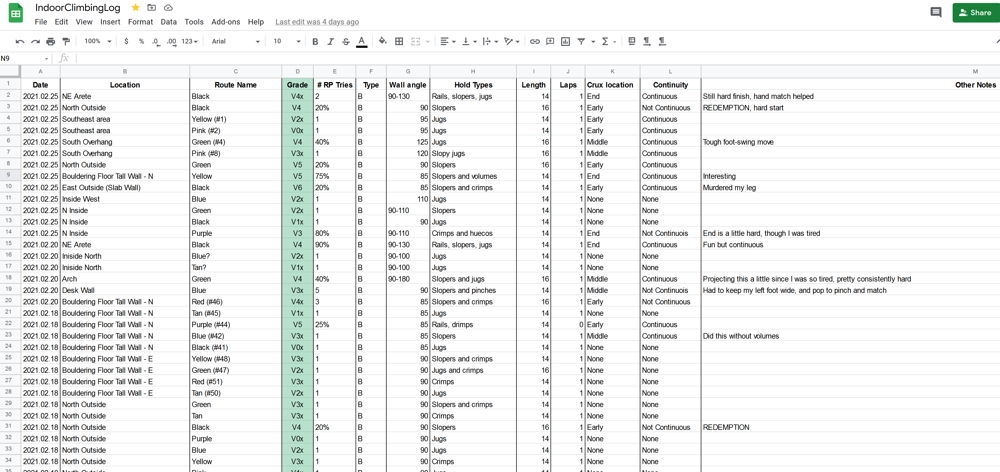 IndoorClimbingLog
File Edit View Insert Format Data Tools Add-ons Help Last edit was 4 days ago
Share
100% $ % .0 .00 123 Arial 10 B I S A
N9 fx
A B C D E F G H I J K L M
1 Date Location Route Name Grade # RP Tries Type Wall angle Hold Types Length Laps Crux location Continuity Other Notes
2 2021.02.25 NE Arete Black V4x 2 B 90-130 Rails, slopers, jugs 14 1 End Continuous Still hard finish, hand match helped
3 2021.02.25 North Outside Black V4 20% B 90 Slopers 16 1 Early Not Continuous REDEMPTION, hard start
4 2021.02.25 Southeast area Yellow (#1) V2x 1 B 95 Jugs 14 1 Early Continuous
5 2021.02.25 Southeast area Pink (#2) V0x 1 B 95 Jugs 14 1 Early Continuous
6 2021.02.25 South Overhang Green (#4) V4 40% B 125 Jugs 16 1 Middle Continuous Tough foot-swing move
7 2021.02.25 South Overhang Pink (#8) V3x 1 B 120 Slopy jugs 16 1 Middle Continuous
8 2021.02.25 North Outside Green V5 20% B 90 Slopers 16 1 Early Continuous
9 2021.02.25 Bouldering Floor Tall Wall - N Yellow V5 75% B 85 Slopers and volumes 14 1 End Continuous Interesting
10 2021.02.25 East Outside (Slab Wall) Black V6 20% B 85 Slopers and crimps 14 1 Early Continuous Murdered my leg
11 2021.02.25 Inside West Blue V2x 1 B 110 Jugs 14 1 None None
12 2021.02.25 N Inside Green V2x 1 B 90-110 Slopers 14 1 None None
13 2021.02.25 N Inside Black V1x 1 B 90 Jugs 14 1 None None
14 2021.02.25 N Inside Purple V3 80% B 90-110 Crimps and huecos 14 1 End Not Continuois End is a little hard, though I was tired
15 2021.02.20 NE Arete Black V4 90% B 90-130 Rails, slopers, jugs 14 1 End Continuous Fun but continuous
16 2021.02.20 Iniside North Blue? V2x 1 B 90-100 Jugs 14 1 None None
17 2021.02.20 Iniside North Tan? V1x 1 B 90-100 Jugs 14 1 None None
18 2021.02.20 Arch Green V4 40% B 90-180 Slopers and jugs 16 1 Middle Continuous Projecting this a little since I was so tired, pretty consistently hard
19 2021.02.20 Desk Wall Blue V3x 5 B 90 Slopers and pinches 14 1 Middle Not Continuois Had to keep my left foot wide, and pop to pinch and match
20 2021.02.20 Bouldering Floor Tall Wall - N Red (#46) V4x 3 B 85 Slopers and crimps 16 1 Early Not Continuous
21 2021.02.18 Bouldering Floor Tall Wall - N Tan (#45) V1x 1 B 85 Jugs 14 1 None None
22 2021.02.18 Bouldering Floor Tall Wall - N Purple (#44) V5 25% B 85 Rails, drimps 14 0 Early Continuous
23 2021.02.18 Bouldering Floor Tall Wall - N Blue (#42) V3x 1 B 85 Slopers 14 1 Middle Continuous Did this without volumes
24 2021.02.18 Bouldering Floor Tall Wall - N Black (#41) V0x 1 B 85 Jugs 14 1 None None
25 2021.02.18 Bouldering Floor Tall Wall - E Yellow (#48) V3x 1 B 90 Slopers and crimps 14 1 None None
26 2021.02.18 Bouldering Floor Tall Wall - E Green (#47) V2x 1 B 90 Jugs and crimps 16 1 None None
27 2021.02.18 Bouldering Floor Tall Wall - E Red (#51) V3x 1 B 90 Crimps 14 1 None None
28 2021.02.18 Bouldering Floor Tall Wall - E Tan (#50) V2x 1 B 90 Jugs 14 1 None None
29 2021.02.18 North Outside Green V3x 1 B 90 Slopers and crimps 14 1 None None
30 2021.02.18 North Outside Tan V3x 1 B 90 Crimps 14 1 None None
31 2021.02.18 North Outside Black V4 20% B 90 Slopers 16 1 Early Not Continuous REDEMPTION
32 2021.02.18 North Outside Purple V0x 1 B 90 Jugs 14 1 None None
33 2021.02.18 North Outside Blue V2x 1 B 90 Jugs 14 1 None None
34 2021.02.18 North Outside Yellow V3x 1 B 90 Crimps 14 1 None None